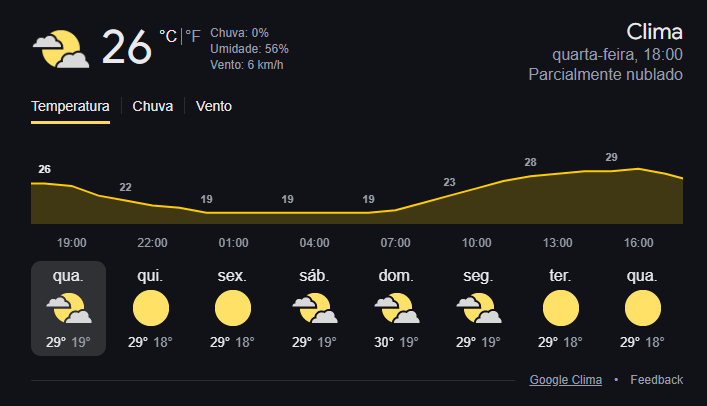 26 °C | °F
Chuva: 0%
Umidade: 56%
Vento: 6 km/h
Clima
quarta-feira, 18:00
Parcialmente nublado
Temperatura | Chuva | Vento
26 22 19 19 19 23 28 29
19:00 22:00 01:00 04:00 07:00 10:00 13:00 16:00
qua. qui. sex. sáb. dom. seg. ter. qua.
29° 19° 29° 18° 29° 18° 29° 19° 30° 19° 29° 19° 29° 18° 29° 18°
Google Clima • Feedback